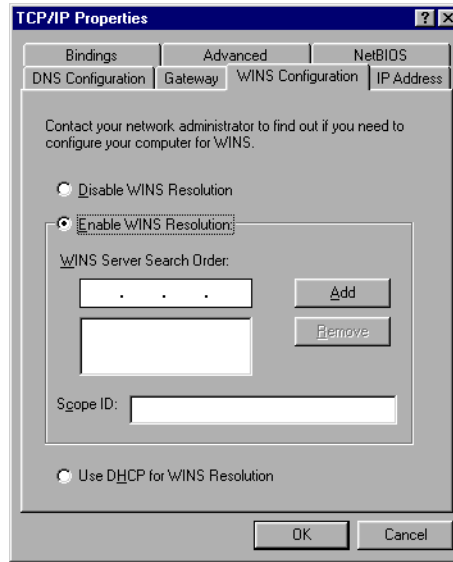 TCP/IP Properties
Bindings
Advanced
NetBIOS
DNS Configuration
Gateway
WINS Configuration
IP Address
Contact your network administrator to find out if you need to
configure your computer for WINS.
Disable WINS Resolution
Enable WINS Resolution:
WINS Server Search Order:
. . .
Add
Remove
Scope ID:
Use DHCP for WINS Resolution
OK
Cancel